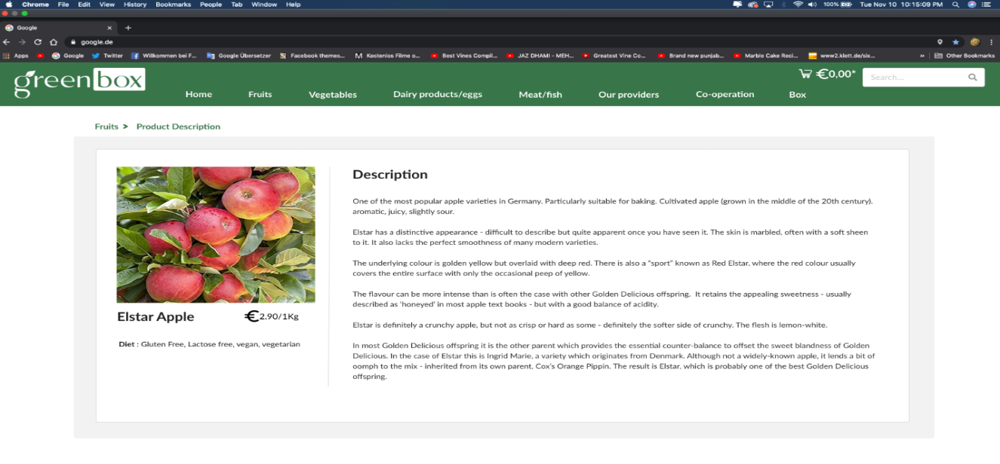 Chrome File Edit View History Bookmarks People Tab Window Help 100% Tue Nov 10 10:15:09 PM
Google
google.de
Apps Google Twitter Willkommen bei F... Google Übersetzer Facebook themes... Kostenlos Filme o... Best Vines Compil... JAZ DHAMI - MEH... Greatest Vine Co... Brand new punjab... Marble Cake Reci... www2.klett.de/six... » Other Bookmarks
greenbox
€0,00* Search...
Home Fruits Vegetables Dairy products/eggs Meat/fish Our providers Co-operation Box
Fruits > Product Description
Elstar Apple €2.90/1Kg
Diet : Gluten Free, Lactose free, vegan, vegetarian
Description
One of the most popular apple varieties in Germany. Particularly suitable for baking. Cultivated apple (grown in the middle of the 20th century).
aromatic, juicy, slightly sour.
Elstar has a distinctive appearance - difficult to describe but quite apparent once you have seen it. The skin is marbled, often with a soft sheen
to it. It also lacks the perfect smoothness of many modern varieties.
The underlying colour is golden yellow but overlaid with deep red. There is also a "sport" known as Red Elstar, where the red colour usually
covers the entire surface with only the occasional peep of yellow.
The flavour can be more intense than is often the case with other Golden Delicious offspring. It retains the appealing sweetness - usually
described as 'honeyed' in most apple text books - but with a good balance of acidity.
Elstar is definitely a crunchy apple, but not as crisp or hard as some - definitely the softer side of crunchy. The flesh is lemon-white.
In most Golden Delicious offspring it is the other parent which provides the essential counter-balance to offset the sweet blandness of Golden
Delicious. In the case of Elstar this is Ingrid Marie, a variety which originates from Denmark. Although not a widely-known apple, it lends a bit of
oomph to the mix - inherited from its own parent, Cox's Orange Pippin. The result is Elstar, which is probably one of the best Golden Delicious
offspring.